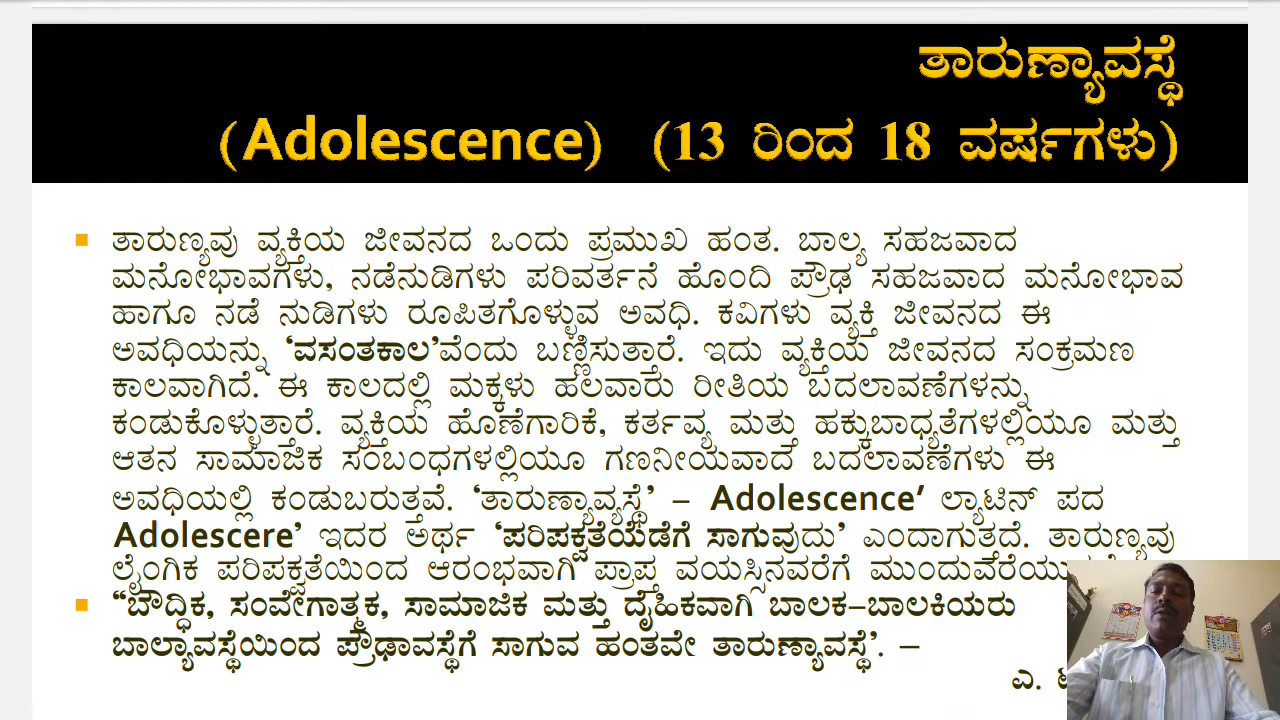 ತಾರುಣ್ಯಾವಸ್ಥೆ
(Adolescence) (13 ರಿಂದ 18 ವರ್ಷಗಳು)
ತಾರುಣ್ಯವು ವ್ಯಕ್ತಿಯ ಜೀವನದ ಒಂದು ಪ್ರಮುಖ ಹಂತ. ಬಾಲ್ಯ ಸಹಜವಾದ
ಮನೋಭಾವಗಳು, ನಡೆನುಡಿಗಳು ಪರಿವರ್ತನೆ ಹೊಂದಿ ಪ್ರೌಢ ಸಹಜವಾದ ಮನೋಭಾವ
ಹಾಗೂ ನಡೆ ನುಡಿಗಳು ರೂಪಿತಗೊಳ್ಳುವ ಅವಧಿ. ಕವಿಗಳು ವ್ಯಕ್ತಿ ಜೀವನದ ಈ
ಅವಧಿಯನ್ನು ‘ವಸಂತಕಾಲ’ವೆಂದು ಬಣ್ಣಿಸುತ್ತಾರೆ. ಇದು ವ್ಯಕ್ತಿಯ ಜೀವನದ ಸಂಕ್ರಮಣ
ಕಾಲವಾಗಿದೆ. ಈ ಕಾಲದಲ್ಲಿ ಮಕ್ಕಳು ಹಲವಾರು ರೀತಿಯ ಬದಲಾವಣೆಗಳನ್ನು
ಕಂಡುಕೊಳ್ಳುತ್ತಾರೆ. ವ್ಯಕ್ತಿಯ ಹೊಣೆಗಾರಿಕೆ, ಕರ್ತವ್ಯ ಮತ್ತು ಹಕ್ಕುಬಾಧ್ಯತೆಗಳಲ್ಲಿಯೂ ಮತ್ತು
ಆತನ ಸಾಮಾಜಿಕ ಸಂಬಂಧಗಳಲ್ಲಿಯೂ ಗಣನೀಯವಾದ ಬದಲಾವಣೆಗಳು ಈ
ಅವಧಿಯಲ್ಲಿ ಕಂಡುಬರುತ್ತವೆ. ‘ತಾರುಣ್ಯಾವ್ಯಸ್ಥೆ’ – Adolescence’ ಲ್ಯಾಟಿನ್ ಪದ
Adolescere’ ಇದರ ಅರ್ಥ ‘ಪರಿಪಕ್ವತೆಯೆಡೆಗೆ ಸಾಗುವುದು’ ಎಂದಾಗುತ್ತದೆ. ತಾರುಣ್ಯವು
ಲೈಂಗಿಕ ಪರಿಪಕ್ವತೆಯಿಂದ ಆರಂಭವಾಗಿ ಪ್ರಾಪ್ತ ವಯಸ್ಸಿನವರೆಗೆ
“ಬೌದ್ಧಿಕ, ಸಂವೇಗಾತ್ಮಕ, ಸಾಮಾಜಿಕ ಮತ್ತು ದೈಹಿಕವಾಗಿ ಬಾಲಕ–ಬಾಲಕಿಯರು
ಬಾಲ್ಯಾವಸ್ಥೆಯಿಂದ ಪ್ರೌಢಾವಸ್ಥೆಗೆ ಸಾಗುವ ಹಂತವೇ ತಾರುಣ್ಯಾವಸ್ಥೆ’. –
ಎ.